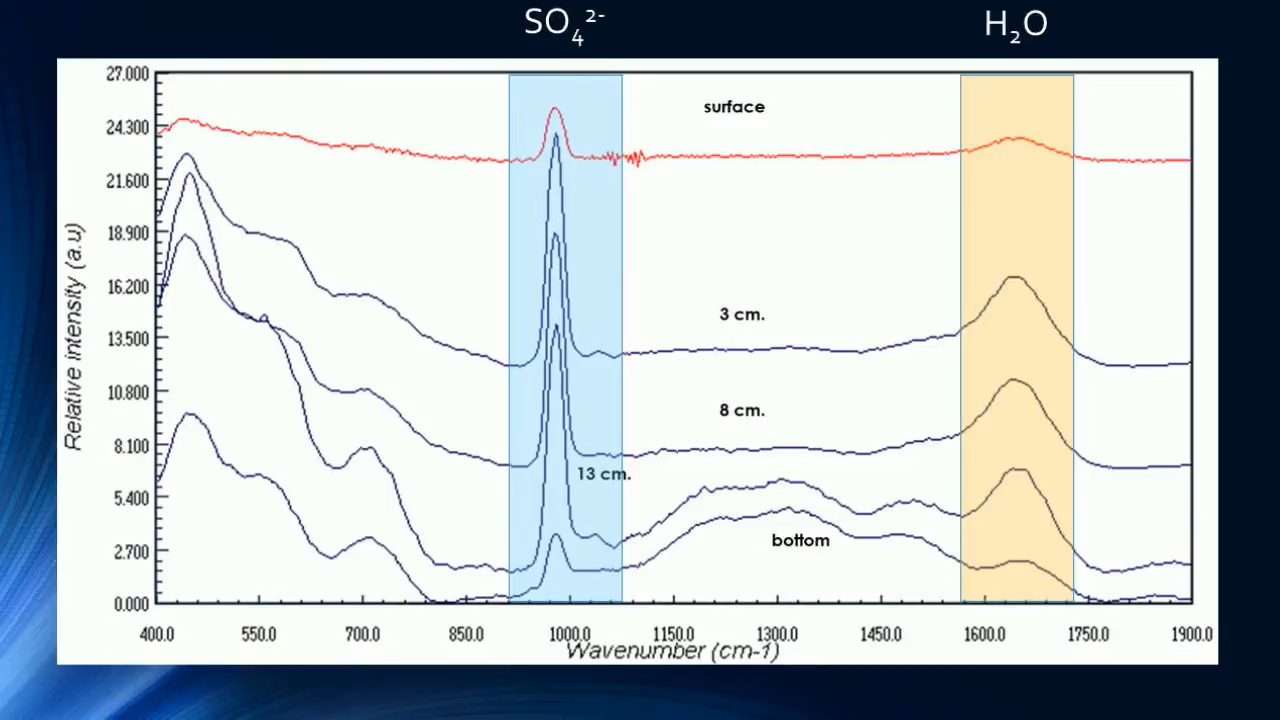 SO₄²⁻ H₂O
27.000
24.300
21.600
18.900
16.200
13.500
10.800
8.100
5.400
2.700
0.000
Relative intensity (a.u)
surface
3 cm.
8 cm.
13 cm.
bottom
400.0 550.0 700.0 850.0 1000.0 1150.0 1300.0 1450.0 1600.0 1750.0 1900.0
Wavenumber (cm-1)